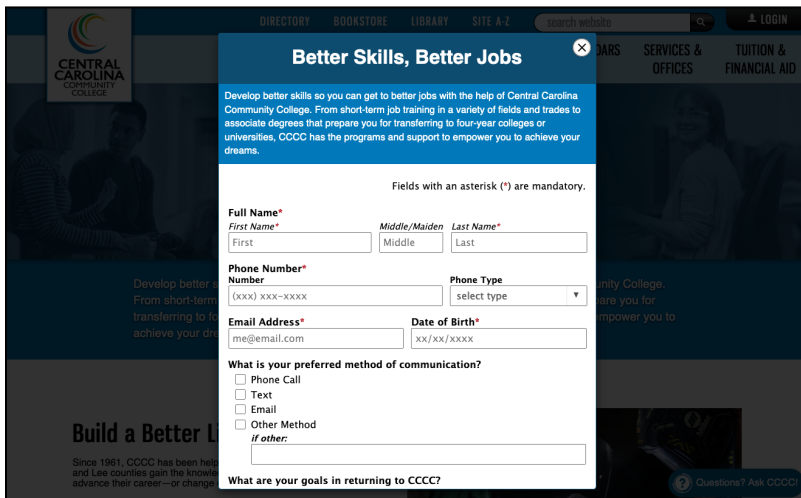 DIRECTORY BOOKSTORE LIBRARY SITE A-Z search website LOGIN
CENTRAL
CAROLINA
COMMUNITY
COLLEGE
DARS SERVICES & OFFICES TUITION & FINANCIAL AID
Better Skills, Better Jobs
Develop better skills so you can get to better jobs with the help of Central Carolina
Community College. From short-term job training in a variety of fields and trades to
associate degrees that prepare you for transferring to four-year colleges or
universities, CCCC has the programs and support to empower you to achieve your
dreams.
Fields with an asterisk (*) are mandatory.
Full Name*
First Name* Middle/Maiden Last Name*
First Middle Last
Phone Number*
Number Phone Type
(xxx) xxx-xxxx select type
Email Address* Date of Birth*
me@email.com xx/xx/xxxx
What is your preferred method of communication?
Phone Call
Text
Email
Other Method
if other:
What are your goals in returning to CCCC?
Develop better s
From short-term
transferring to fo
achieve your dre
unity College.
pare you for
empower you to
Build a Better Li
Since 1961, CCCC has been help
and Lee counties gain the knowle
advance their career—or change
Questions? Ask CCCC!